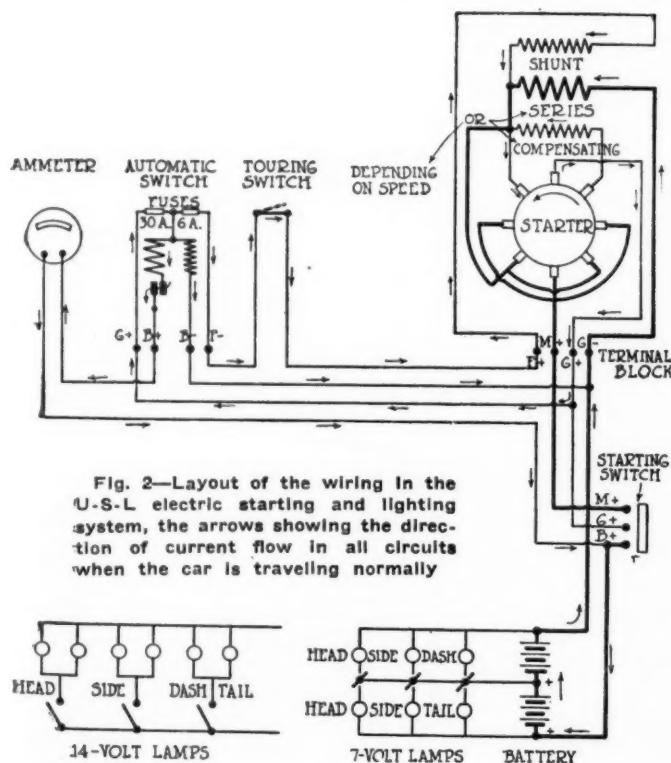 SHUNT
SERIES
OR
COMPENSATING
DEPENDING
ON SPEED
STARTER
AMMETER
AUTOMATIC
SWITCH
FUSES
30A. 6A.
TOURING
SWITCH
G+ B+ B- F-
F+ M+ G+ G-
TERMINAL
BLOCK
Fig. 2—Layout of the wiring in the
U-S-L electric starting and lighting
system, the arrows showing the direc-
tion of current flow in all circuits
when the car is traveling normally
STARTING
SWITCH
M+
G+
B+
HEAD SIDE DASH TAIL
14-VOLT LAMPS
HEAD SIDE DASH
HEAD SIDE TAIL
+
+
7-VOLT LAMPS BATTERY